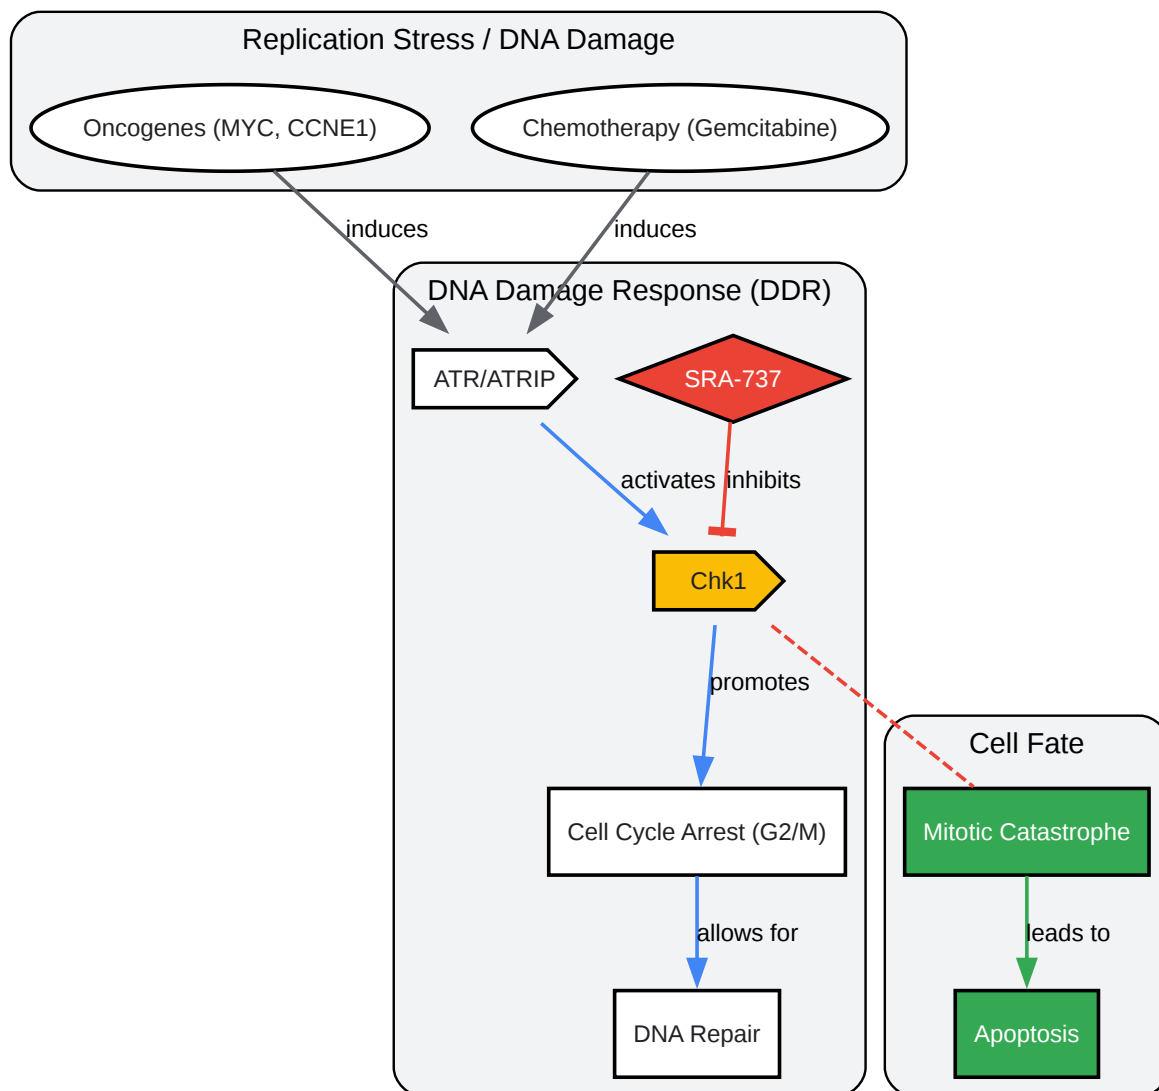 Replication Stress / DNA Damage
Oncogenes (MYC, CCNE1)
Chemotherapy (Gemcitabine)
induces
induces
DNA Damage Response (DDR)
ATR/ATRIP
SRA-737
activates
inhibits
Chk1
promotes
Cell Fate
Cell Cycle Arrest (G2/M)
Mitotic Catastrophe
allows for
leads to
DNA Repair
Apoptosis